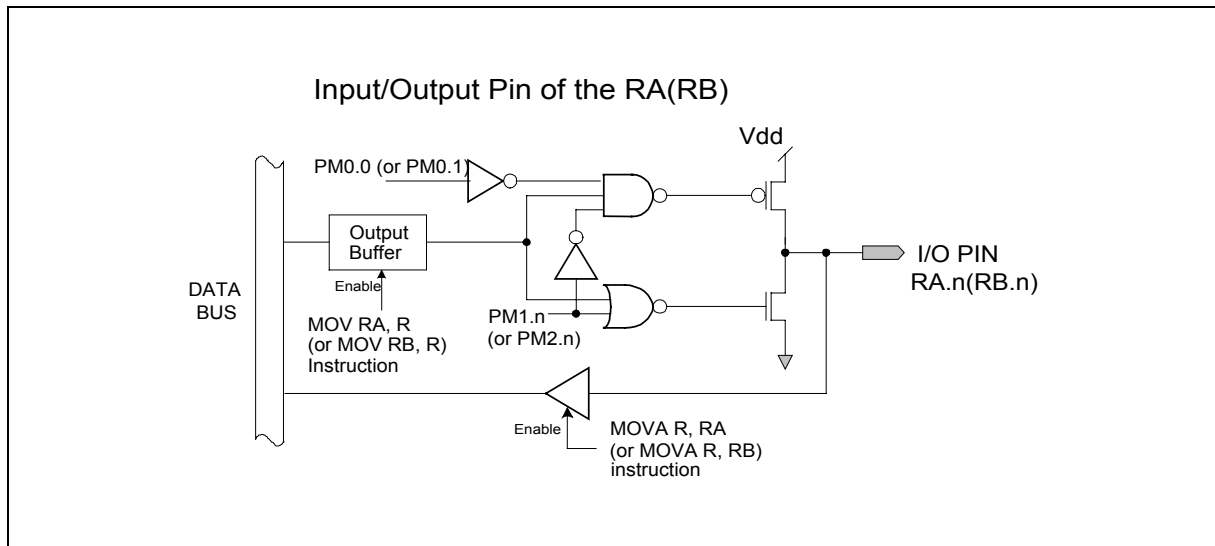 Input/Output Pin of the RA(RB)
Vdd
PM0.0 (or PM0.1)
Output
Buffer
I/O PIN
RA.n(RB.n)
Enable
DATA
BUS
PM1.n
(or PM2.n)
MOV RA, R
(or MOV RB, R)
Instruction
Enable
MOVA R, RA
(or MOVA R, RB)
instruction